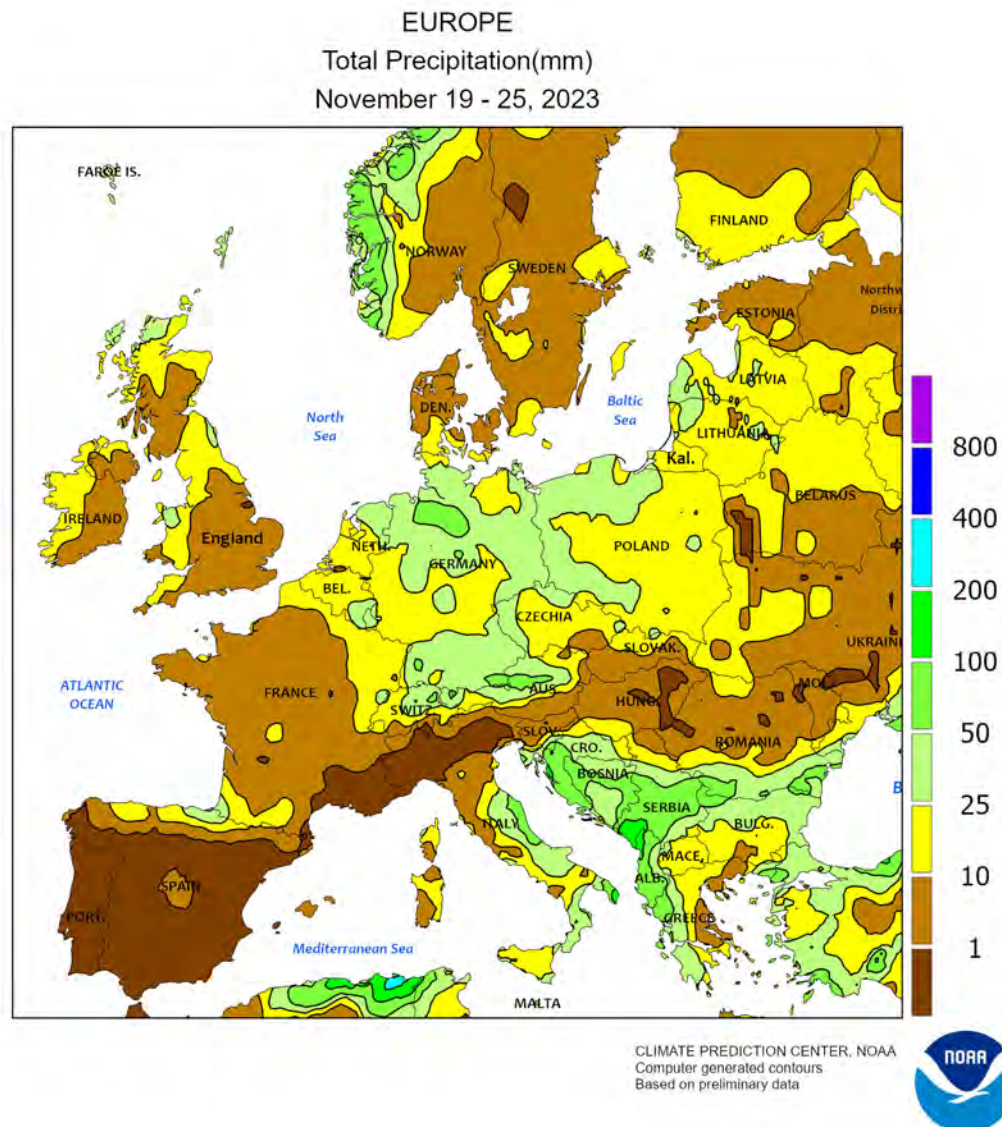 EUROPE
Total Precipitation(mm)
November 19 - 25, 2023
FAROE IS.
FINLAND
NORWAY
SWEDEN
Northw
Distri
ESTONIA
LATVIA
DEN.
North
Sea
Baltic
Sea
LITHUANIA
Kal.
BELARUS
IRELAND
England
NETH.
GERMANY
POLAND
BEL.
CZECHIA
UKRAINE
SLOVAK.
ATLANTIC
OCEAN
FRANCE
AUS.
MOL.
SWITZ.
HUNG.
SLOV.
ROMANIA
CRO.
BOSNIA
B
SERBIA
ITALY
BULG.
MACE.
SPAIN
ALB.
PORT.
GREECE
Mediterranean Sea
MALTA
800
400
200
100
50
25
10
1
CLIMATE PREDICTION CENTER, NOAA
Computer generated contours
Based on preliminary data
NOAA